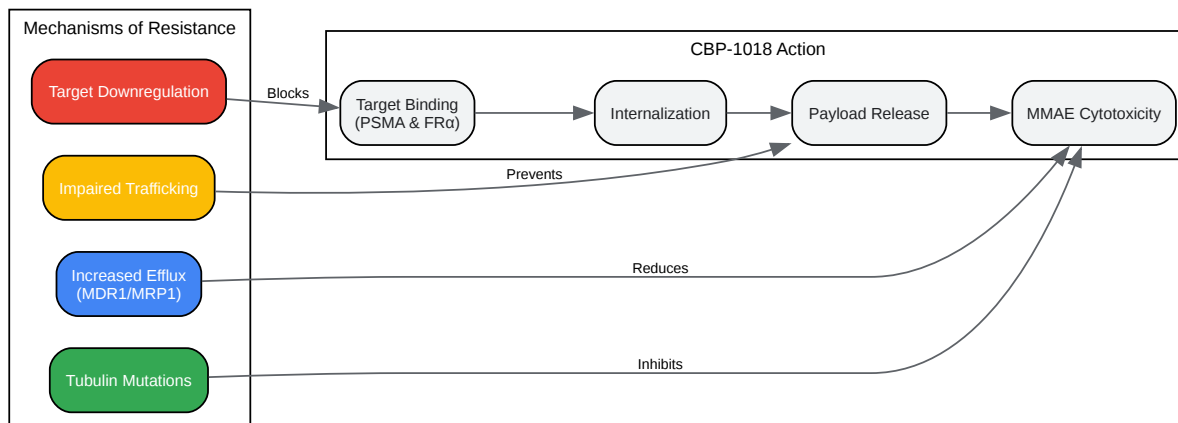 Mechanisms of Resistance
Target Downregulation
Impaired Trafficking
Increased Efflux
(MDR1/MRP1)
Tubulin Mutations
CBP-1018 Action
Target Binding
(PSMA & FRα)
Internalization
Payload Release
MMAE Cytotoxicity
Blocks
Prevents
Reduces
Inhibits